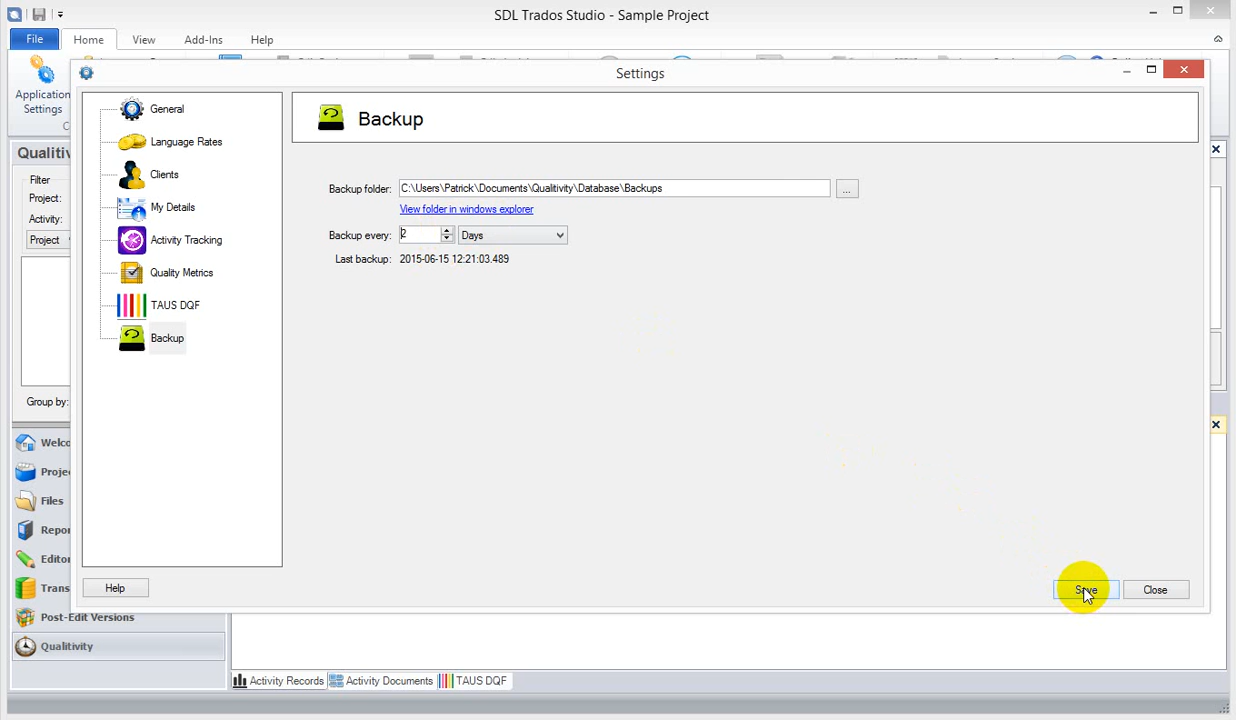 SDL Trados Studio - Sample Project
File
Home
View
Add-Ins
Help
Application
Settings
Settings
General
Language Rates
Clients
My Details
Activity Tracking
Quality Metrics
TAUS DQF
Backup
Backup
Backup folder:
C:\Users\Patrick\Documents\Qualitivity\Database\Backups
...
View folder in windows explorer
Backup every:
2
Days
Last backup:
2015-06-15 12:21:03.489
Help
Save
Close
Filter
Project:
Activity:
Project
Group by:
Files
Post-Edit Versions
Qualitivity
Activity Records
Activity Documents
TAUS DQF